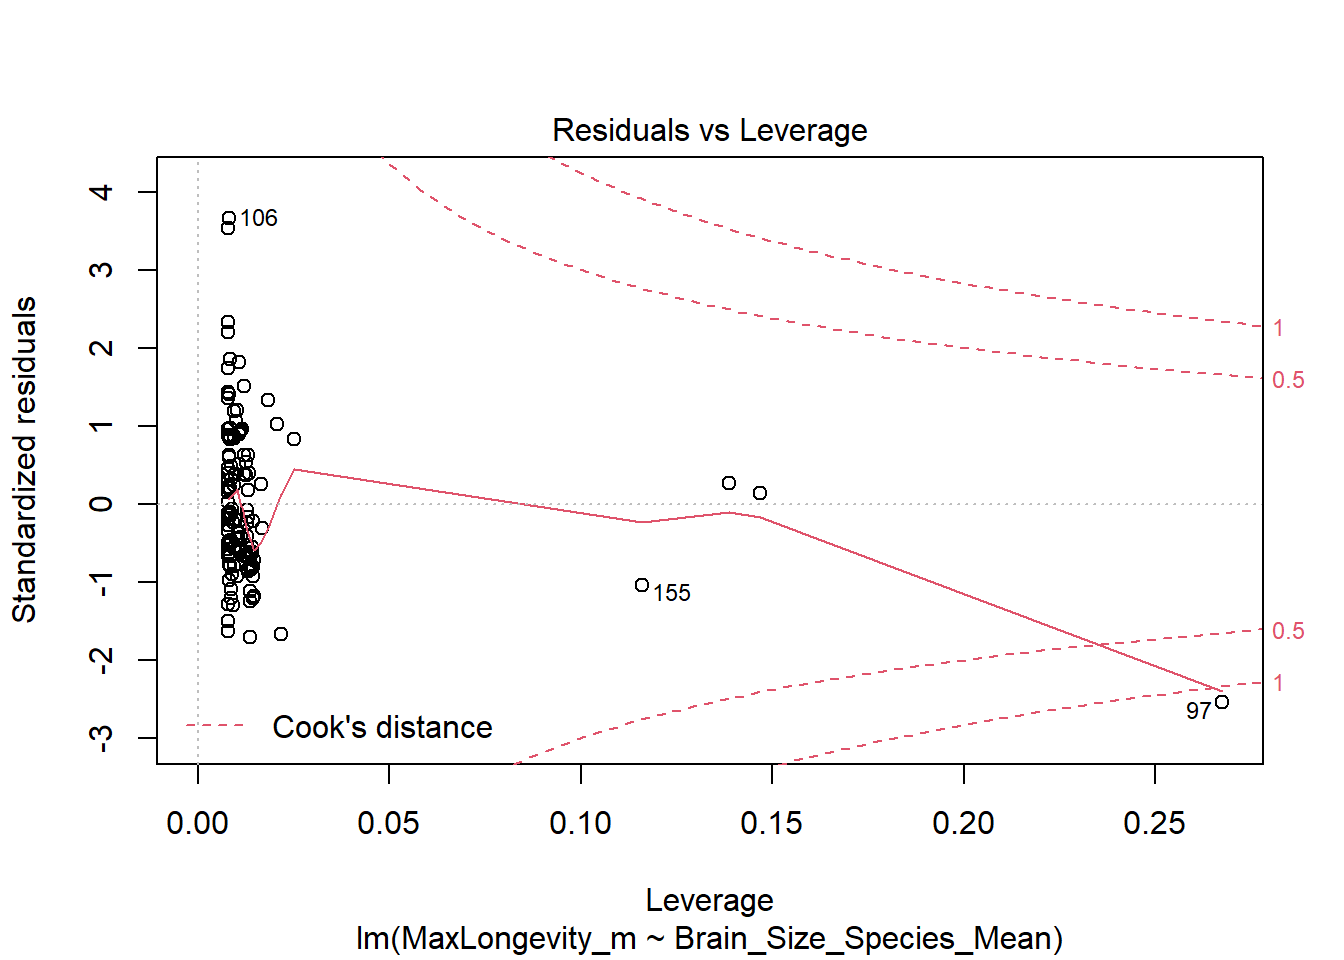 Residuals vs Leverage
4
3
2
1
0
-1
-2
-3
Standardized residuals
106
155
97
1
0.5
0.5
1
Cook's distance
0.00 0.05 0.10 0.15 0.20 0.25
Leverage
lm(MaxLongevity_m ~ Brain_Size_Species_Mean)